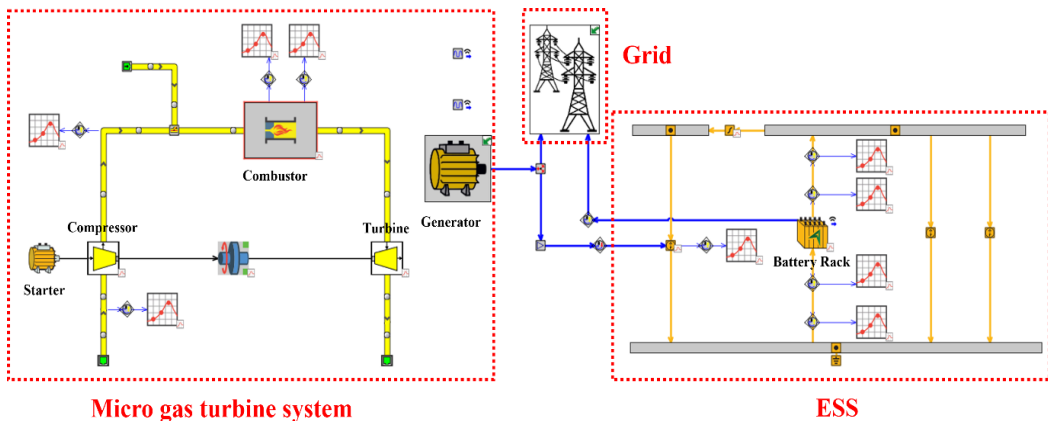 Grid
Combustor
Generator
Compressor
Turbine
Starter
Battery Rack
Micro gas turbine system
ESS